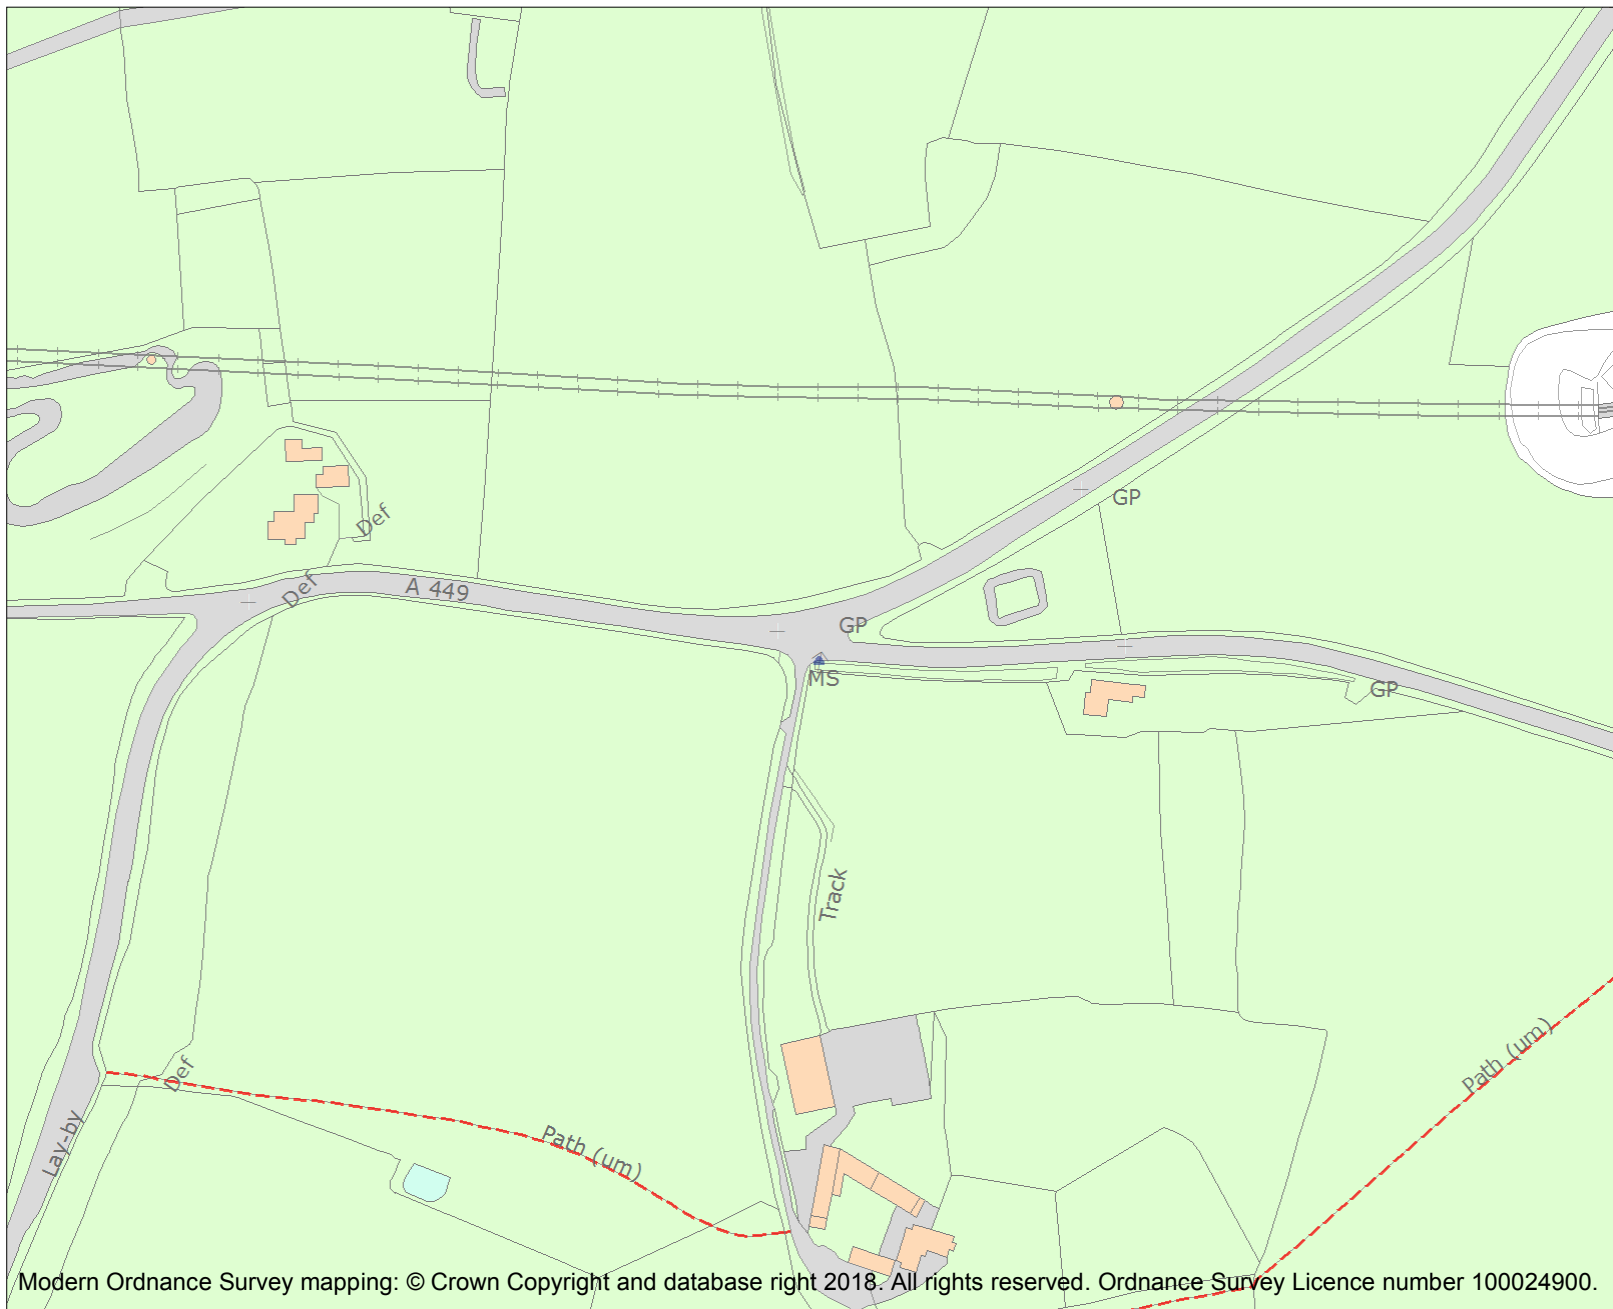 GP
Def
Def
A 449
GP
MS
GP
Track
Path (um)
Def
Lay-by
Path (um)
Modern Ordnance Survey mapping: © Crown Copyright and database right 2018. All rights reserved. Ordnance Survey Licence number 100024900.